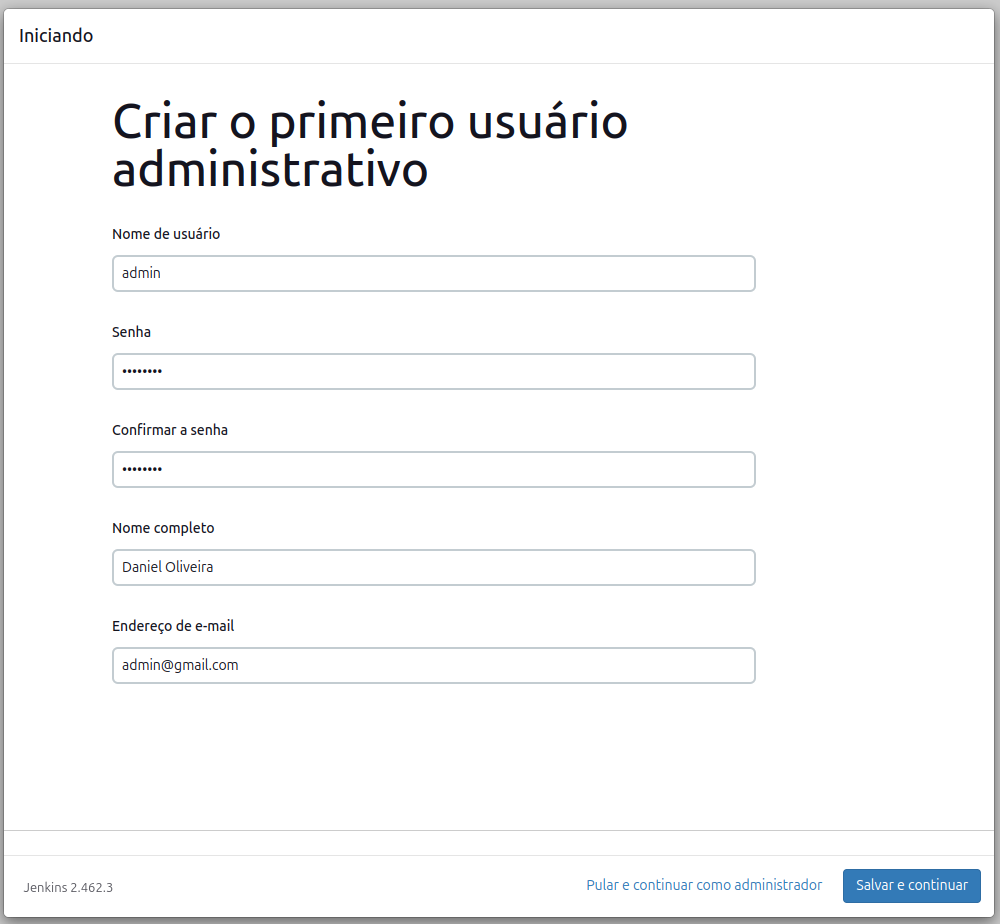 Iniciando
Criar o primeiro usuário
administrativo
Nome de usuário
admin
Senha
••••••••
Confirmar a senha
••••••••
Nome completo
Daniel Oliveira
Endereço de e-mail
admin@gmail.com
Jenkins 2.462.3
Pular e continuar como administrador
Salvar e continuar